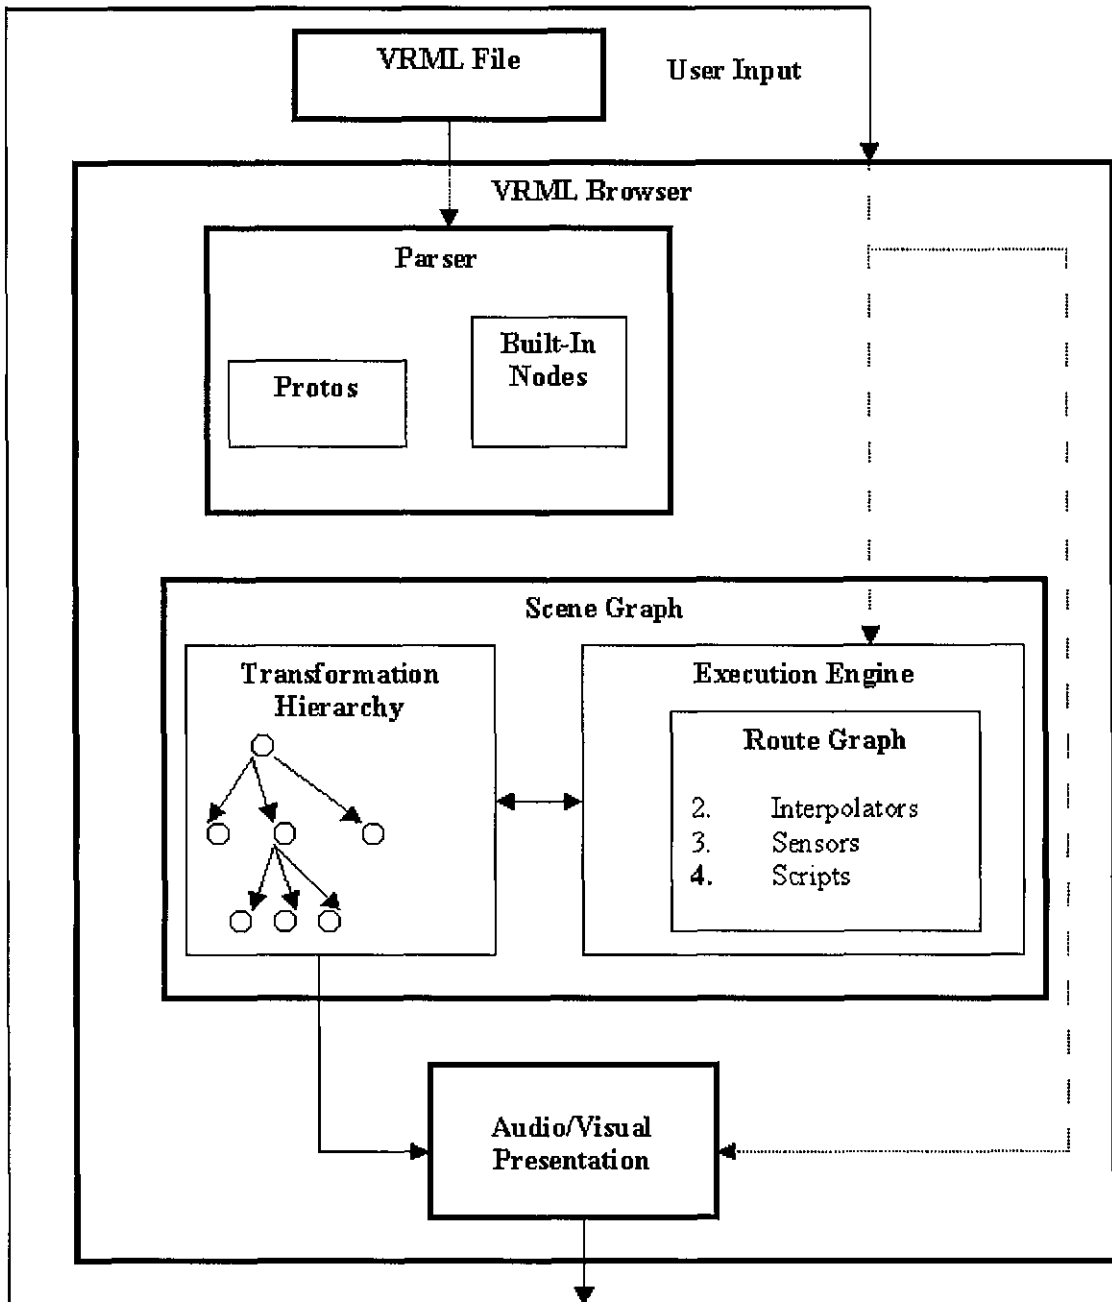 VRML File
User Input
VRML Browser
Parser
Built-In
Nodes
Protos
Scene Graph
Transformation
Hierarchy
Execution Engine
Route Graph
2. Interpolators
3. Sensors
4. Scripts
Audio/Visual
Presentation